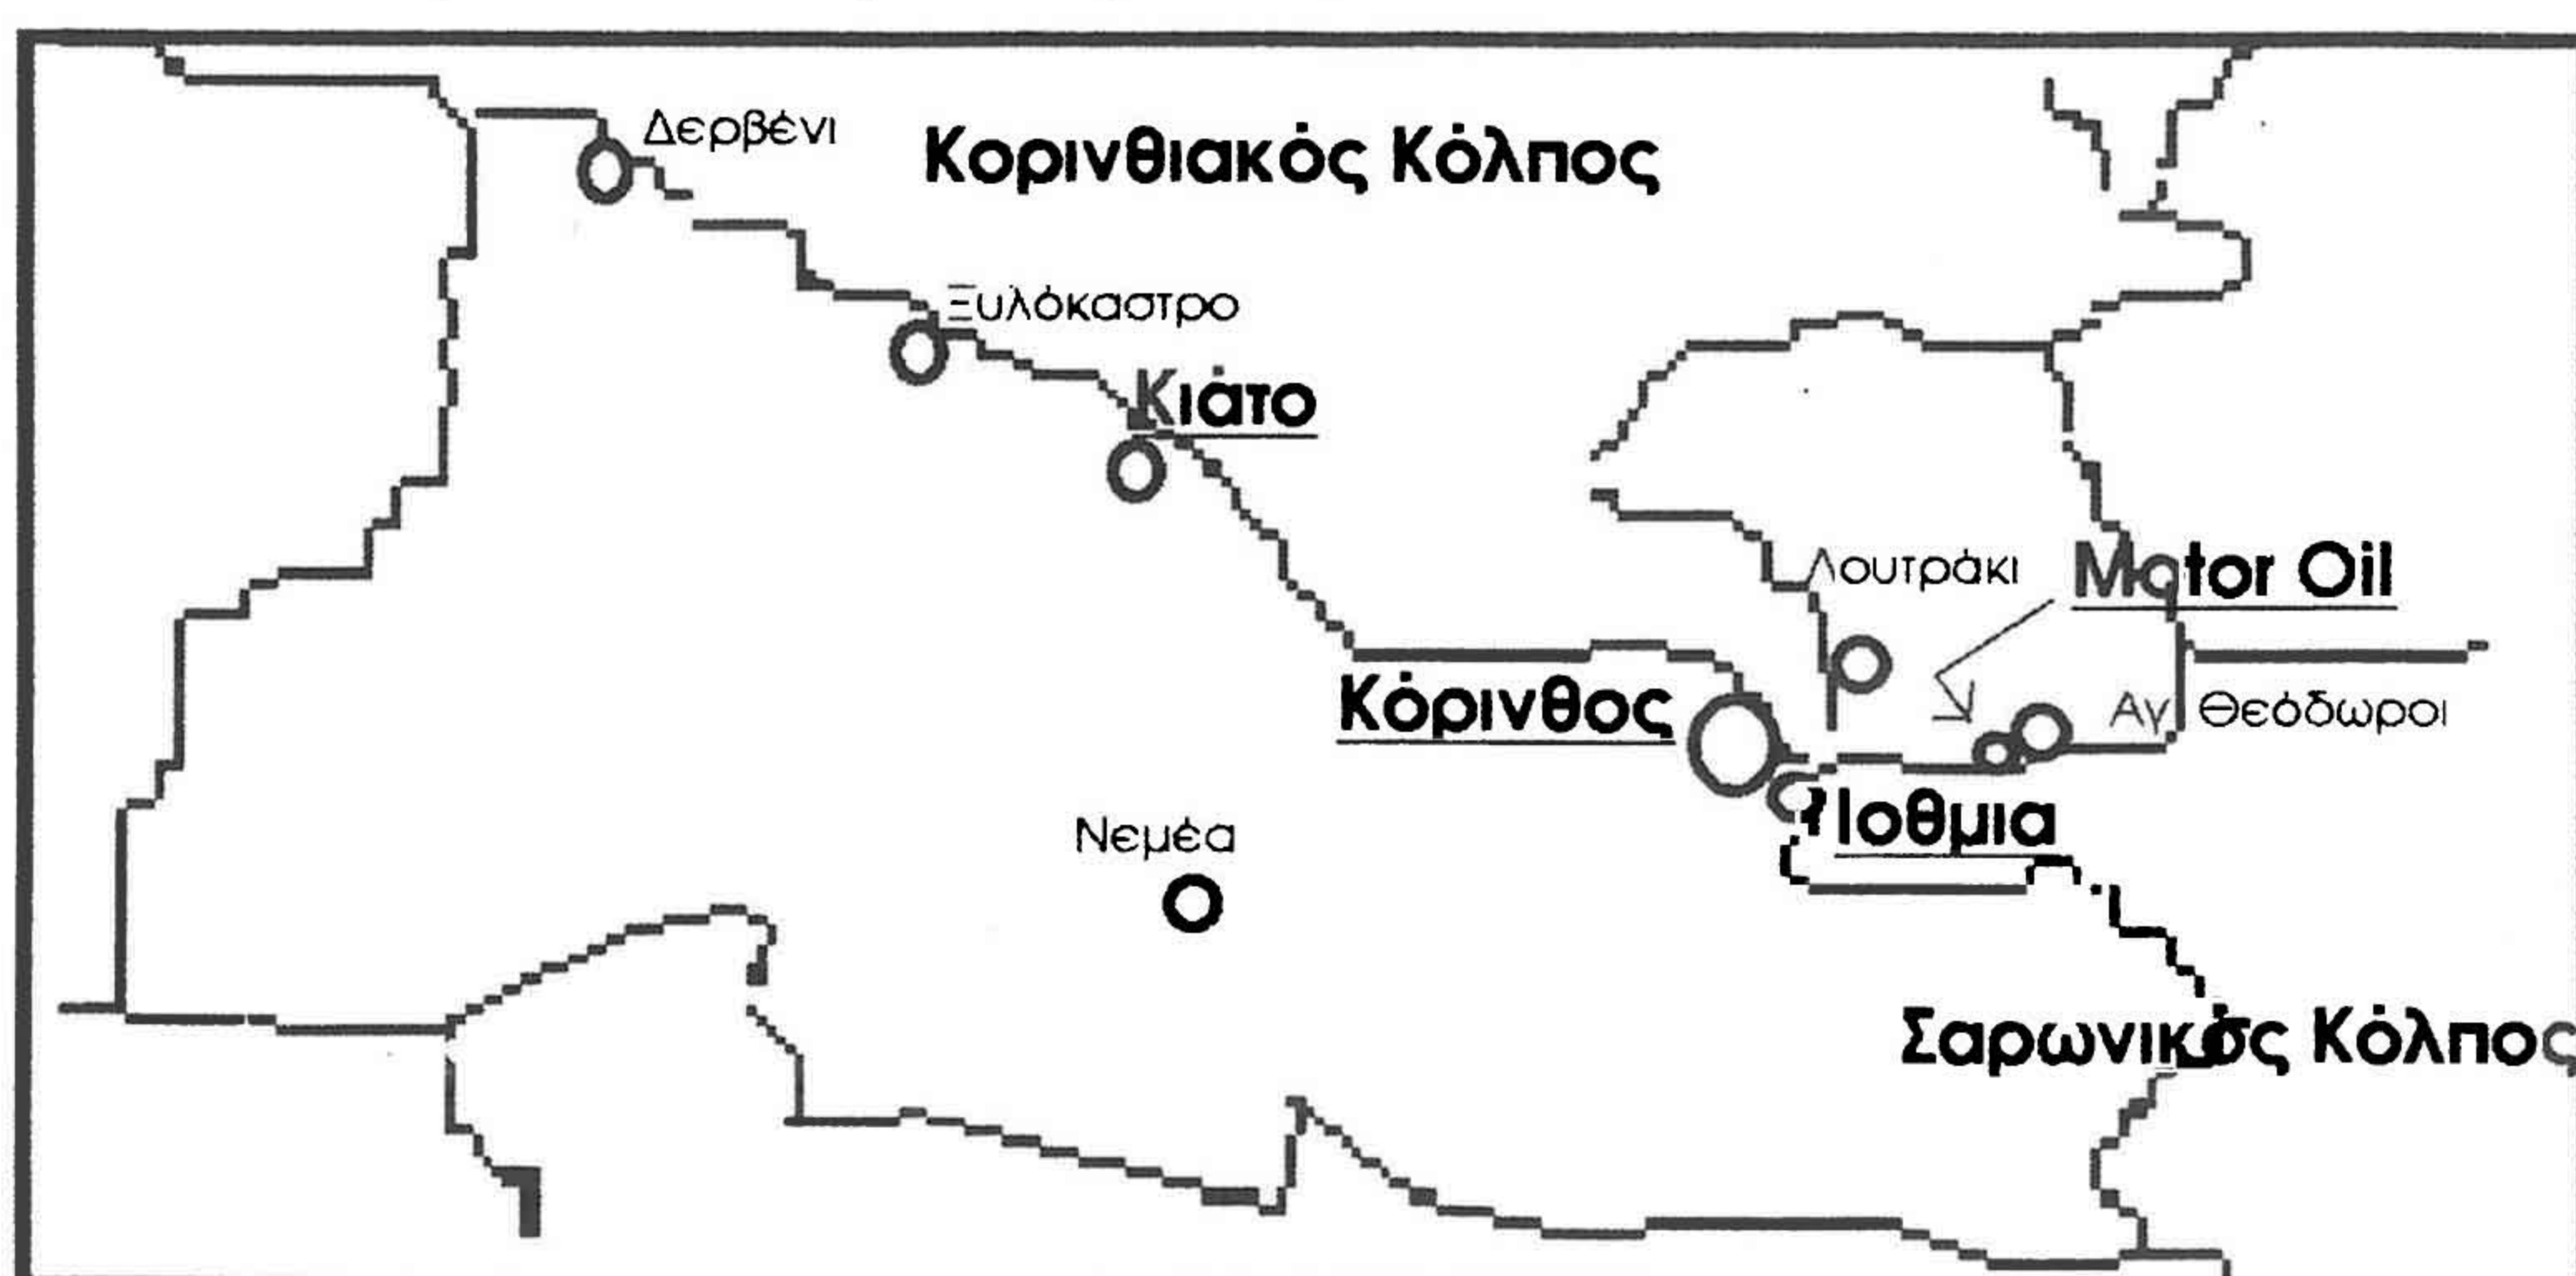 Δερβένι
Κορινθιακός Κόλπος
Ξυλόκαστρο
Κιάτο
Λουτράκι
Motor Oil
Κόρινθος
Αγ Θεόδωροι
Ισθμια
Νεμέα
Σαρωνικός Κόλπος